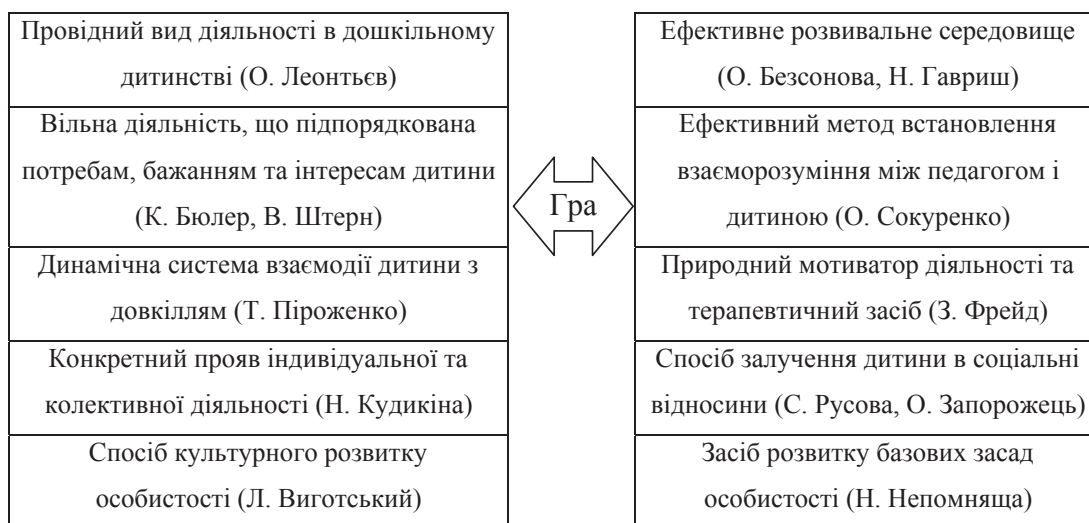 Провідний вид діяльності в дошкільному
дитинстві (О. Леонтьєв)
Вільна діяльність, що підпорядкована
потребам, бажанням та інтересам дитини
(К. Бюлер, В. Штерн)
Динамічна система взаємодії дитини з
довкіллям (Т. Піроженко)
Конкретний прояв індивідуальної та
колективної діяльності (Н. Кудикіна)
Спосіб культурного розвитку
особистості (Л. Виготський)
Гра
Ефективне розвивальне середовище
(О. Безсонова, Н. Гавриш)
Ефективний метод встановлення
взаєморозуміння між педагогом і
дитиною (О. Сокуренко)
Природний мотиватор діяльності та
терапевтичний засіб (З. Фрейд)
Спосіб залучення дитини в соціальні
відносини (С. Русова, О. Запорожець)
Засіб розвитку базових засад
особистості (Н. Непомняща)